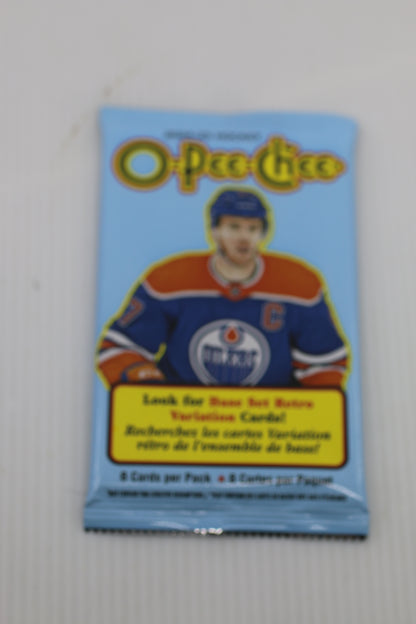 O-Pee-Chee
C
OILERS
Look for Base Set Retro
Variation Cards!
Recherchez les cartes Variation
rétro de l'ensemble de base!
8 Cards per Pack • 8 Cartes par Paquet